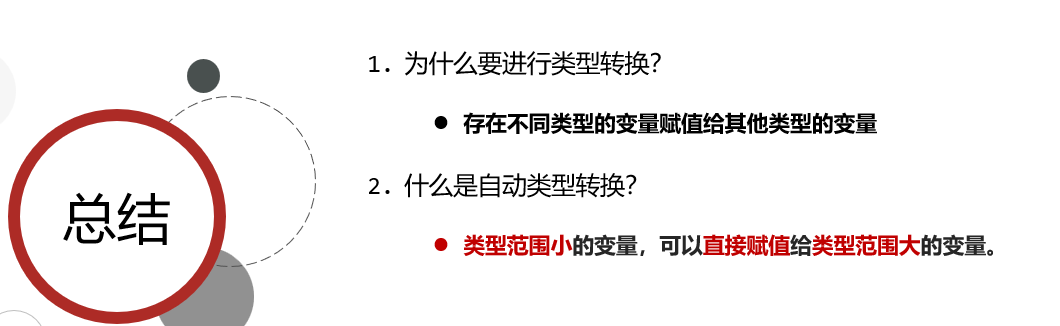 总结
1. 为什么要进行类型转换?
● 存在不同类型的变量赋值给其他类型的变量
2. 什么是自动类型转换?
● 类型范围小的变量，可以直接赋值给类型范围大的变量。